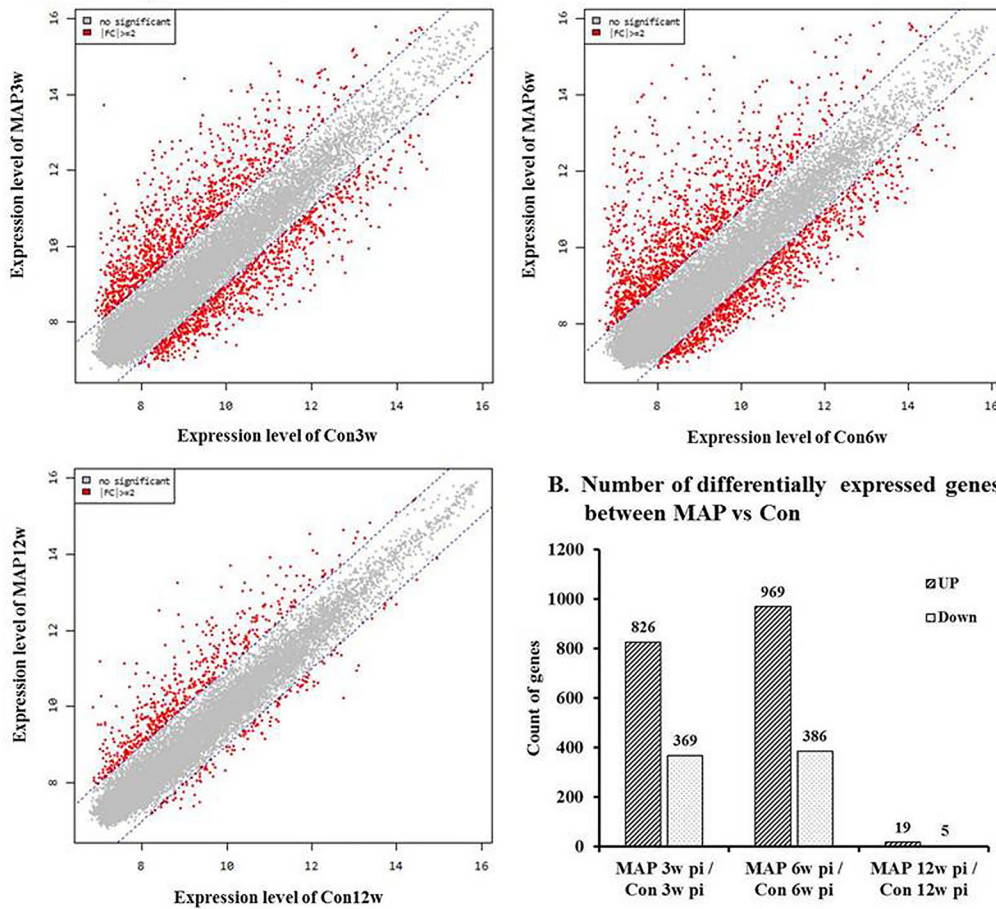 no significant
|FC|>=2
16
14
12
10
8
Expression level of MAP3w
8 10 12 14 16
Expression level of Con3w
no significant
|FC|>=2
16
14
12
10
8
Expression level of MAP6w
8 10 12 14 16
Expression level of Con6w
no significant
|FC|>=2
16
14
12
10
8
Expression level of MAP12w
8 10 12 14 16
Expression level of Con12w
B. Number of differentially expressed genes
between MAP vs Con
1200
1000
800
600
400
200
0
Count of genes
UP
Down
826
369
969
386
19
5
MAP 3w pi /
Con 3w pi
MAP 6w pi /
Con 6w pi
MAP 12w pi /
Con 12w pi